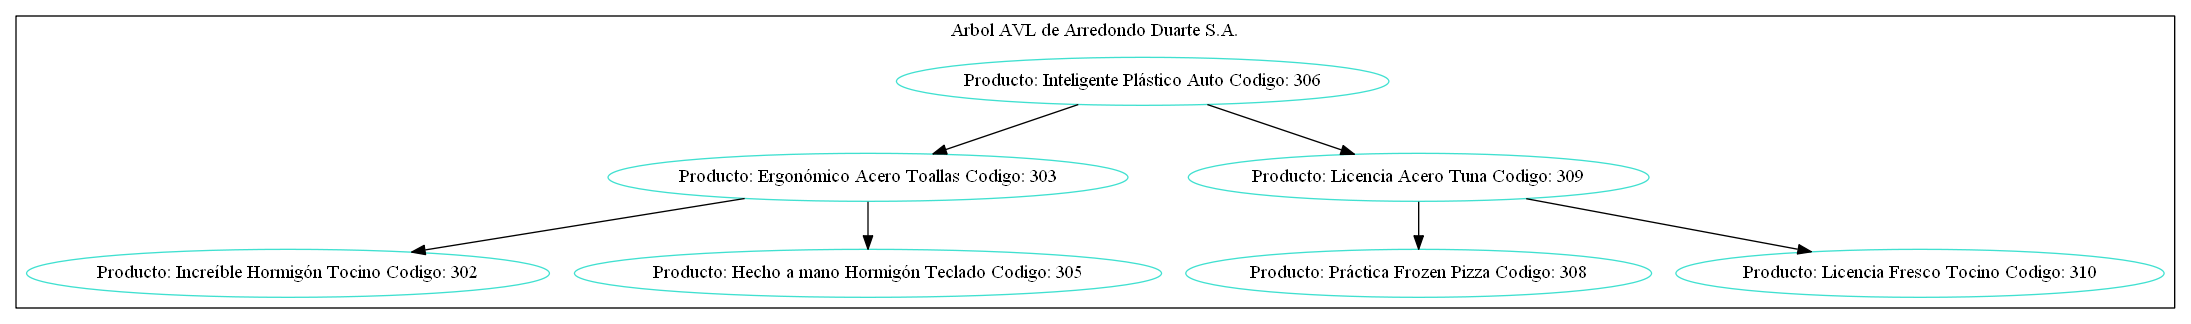 Arbol AVL de Arredondo Duarte S.A.
Producto: Inteligente Plástico Auto Codigo: 306
Producto: Ergonómico Acero Toallas Codigo: 303
Producto: Licencia Acero Tuna Codigo: 309
Producto: Increíble Hormigón Tocino Codigo: 302
Producto: Hecho a mano Hormigón Teclado Codigo: 305
Producto: Práctica Frozen Pizza Codigo: 308
Producto: Licencia Fresco Tocino Codigo: 310